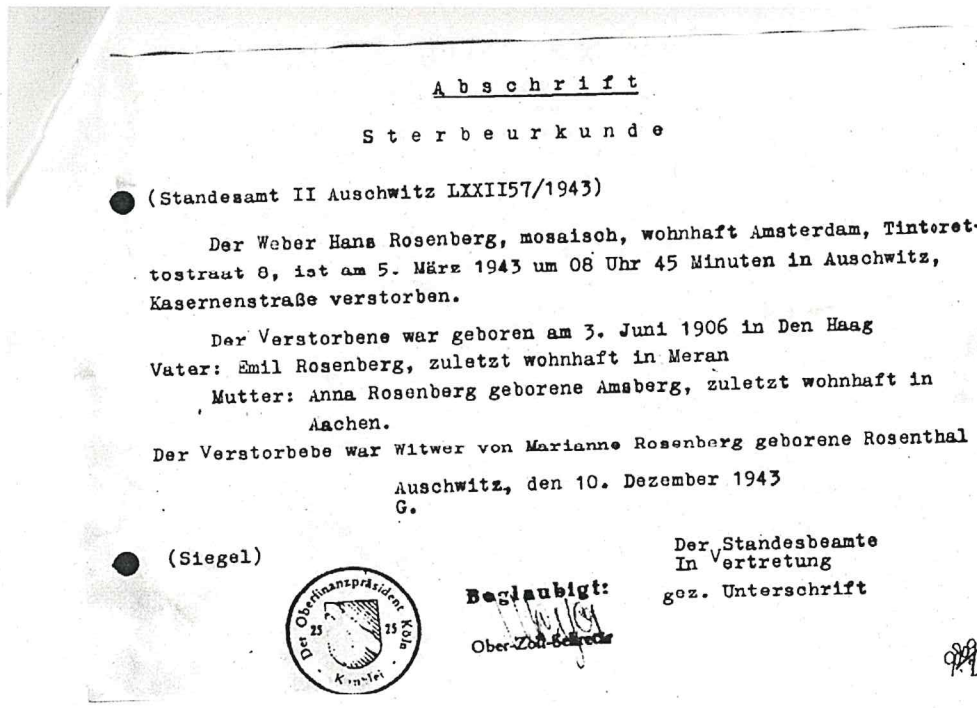 Abschrift
Sterbeurkunde
(Standesamt II Auschwitz LXXII57/1943)
Der Weber Hans Rosenberg, mosaisch, wohnhaft Amsterdam, Tintoret-
tostraat 8, ist am 5. März 1943 um 08 Uhr 45 Minuten in Auschwitz,
Kasernenstraße verstorben.
Der Verstorbene war geboren am 3. Juni 1906 in Den Haag
Vater: Emil Rosenberg, zuletzt wohnhaft in Meran
Mutter: Anna Rosenberg geborene Amsberg, zuletzt wohnhaft in
Aachen.
Der Verstorbebe war Witwer von Marianne Rosenberg geborene Rosenthal
Auschwitz, den 10. Dezember 1943
G.
(Siegel)
Der Standesbeamte
In Vertretung
gez. Unterschrift
Der Oberfinanzpräsident Köln
25 25
Kanzlei
Beglaubigt:
Ober-Zoll-Sekretär